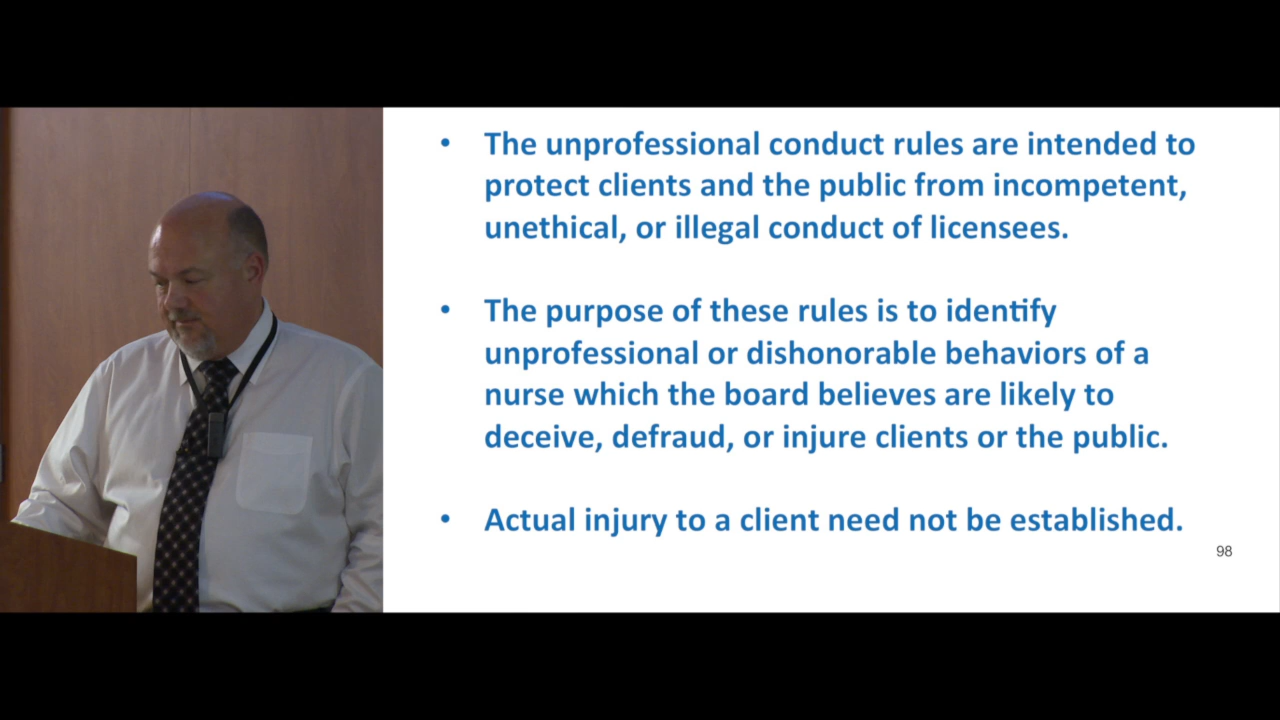 • The unprofessional conduct rules are intended to
protect clients and the public from incompetent,
unethical, or illegal conduct of licensees.
• The purpose of these rules is to identify
unprofessional or dishonorable behaviors of a
nurse which the board believes are likely to
deceive, defraud, or injure clients or the public.
• Actual injury to a client need not be established.
98